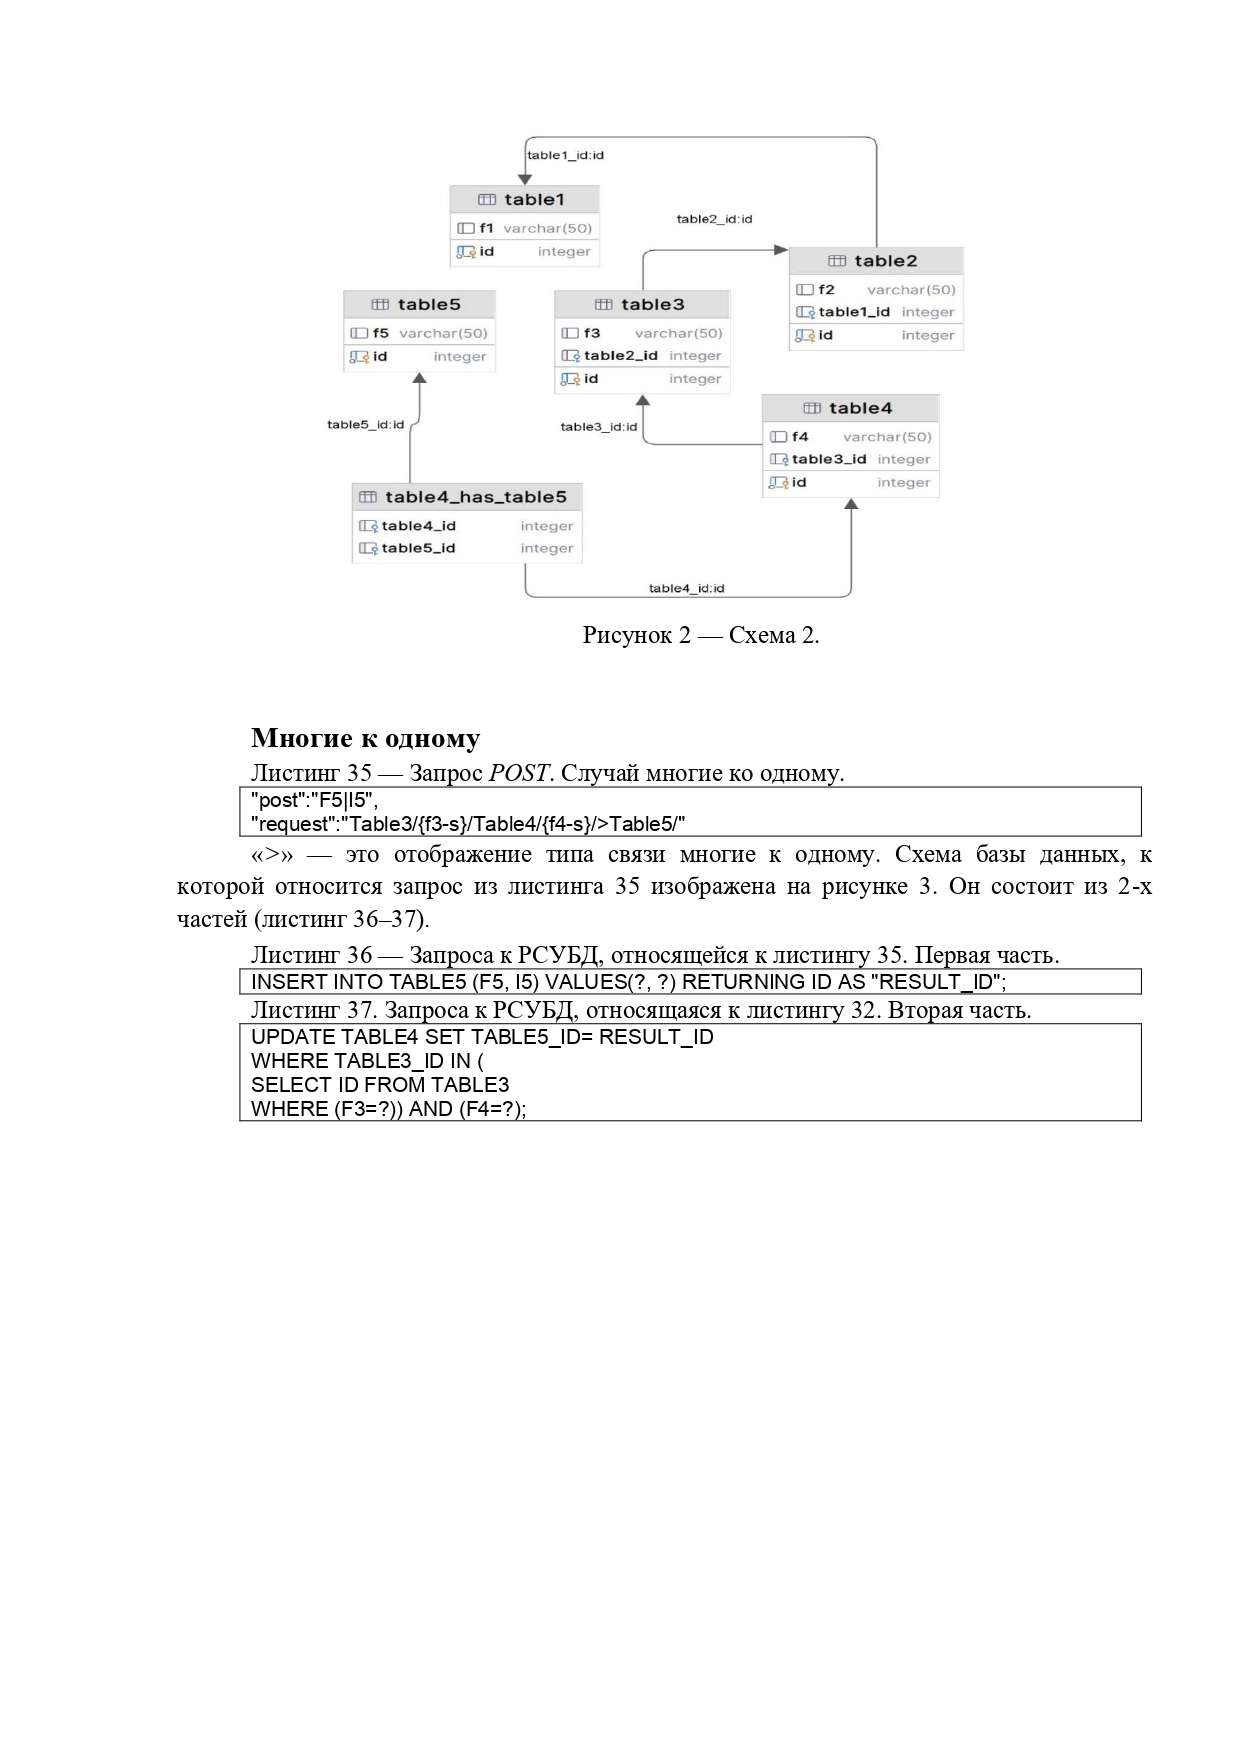 table1_id:id
table1
f1 varchar(50)
id integer
table2_id:id
table2
f2 varchar(50)
table1_id integer
id integer
table5
f5 varchar(50)
id integer
table3
f3 varchar(50)
table2_id integer
id integer
table5_id:id
table3_id:id
table4
f4 varchar(50)
table3_id integer
id integer
table4_has_table5
table4_id integer
table5_id integer
table4_id:id
Рисунок 2 — Схема 2.
Многие к одному
Листинг 35 — Запрос POST. Случай многие ко одному.
"post":"F5|I5",
"request":"Table3/{f3-s}/Table4/{f4-s}/>Table5/"
«>» — это отображение типа связи многие к одному. Схема базы данных, к
которой относится запрос из листинга 35 изображена на рисунке 3. Он состоит из 2-х
частей (листинг 36–37).
Листинг 36 — Запроса к РСУБД, относящейся к листингу 35. Первая часть.
INSERT INTO TABLE5 (F5, I5) VALUES(?, ?) RETURNING ID AS "RESULT_ID";
Листинг 37. Запроса к РСУБД, относящаяся к листингу 32. Вторая часть.
UPDATE TABLE4 SET TABLE5_ID= RESULT_ID
WHERE TABLE3_ID IN (
SELECT ID FROM TABLE3
WHERE (F3=?)) AND (F4=?);